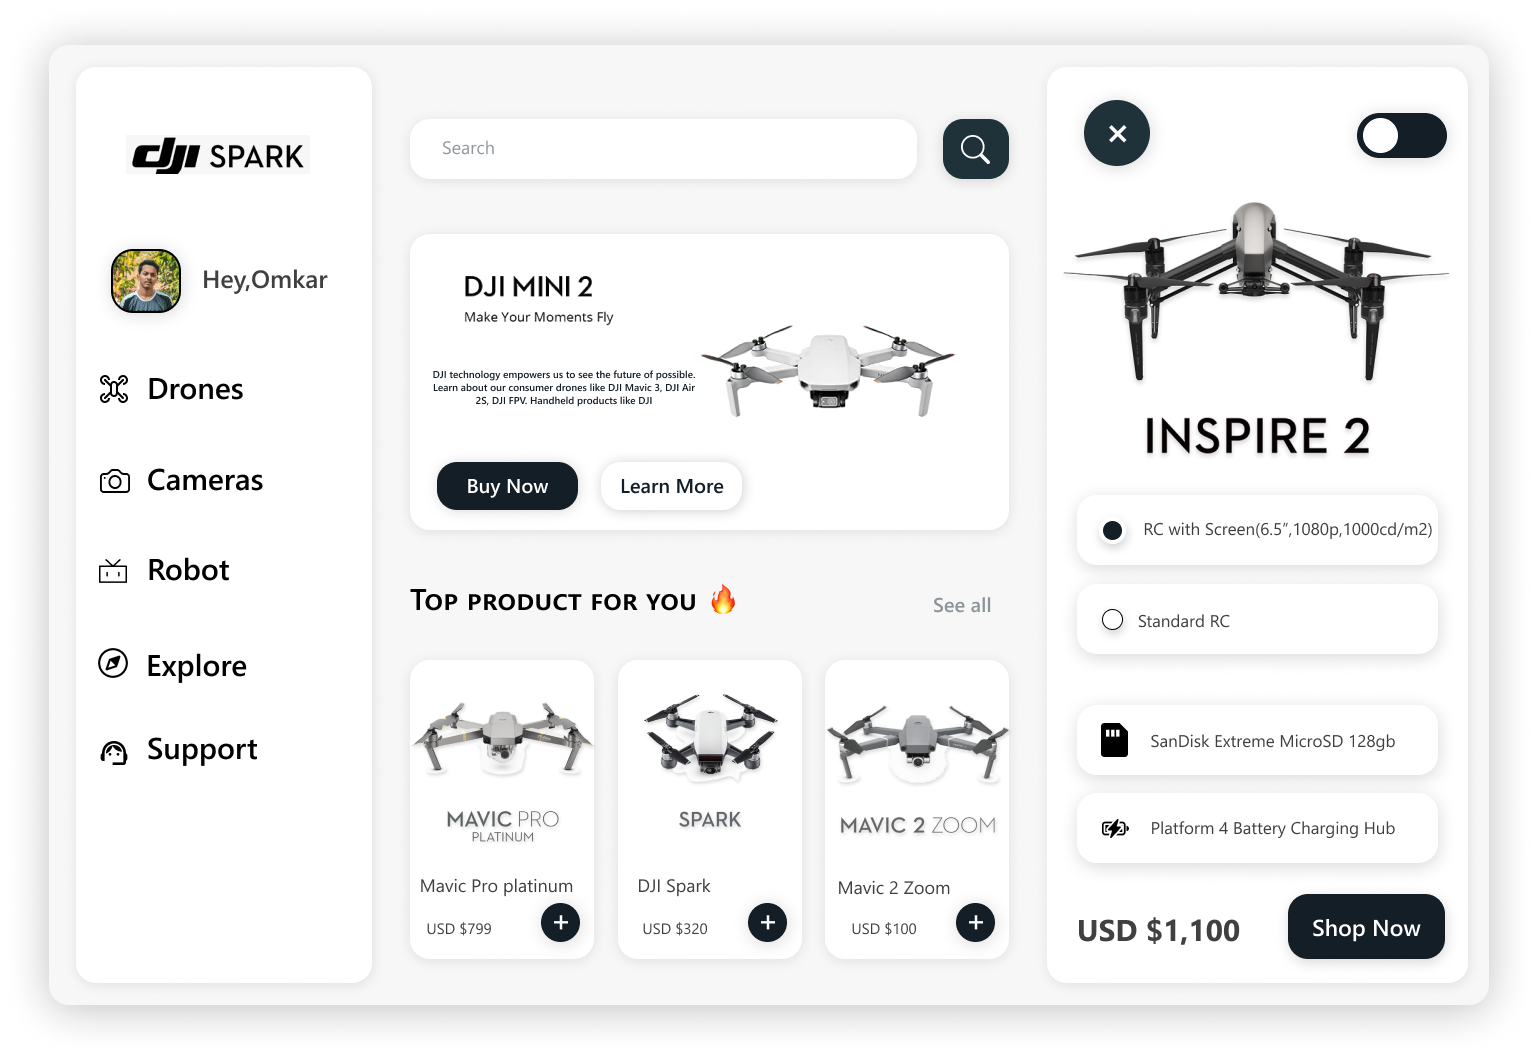 dji SPARK
Hey,Omkar
Drones
Cameras
Robot
Explore
Support
Search
DJI MINI 2
Make Your Moments Fly
DJI technology empowers us to see the future of possible.
Learn about our consumer drones like DJI Mavic 3, DJI Air
2S, DJI FPV. Handheld products like DJI
Buy Now
Learn More
TOP PRODUCT FOR YOU 🔥
See all
MAVIC PRO
PLATINUM
Mavic Pro platinum
USD $799
+
SPARK
DJI Spark
USD $320
+
MAVIC 2 ZOOM
Mavic 2 Zoom
USD $100
+
INSPIRE 2
RC with Screen(6.5”,1080p,1000cd/m2)
Standard RC
SanDisk Extreme MicroSD 128gb
Platform 4 Battery Charging Hub
USD $1,100
Shop Now